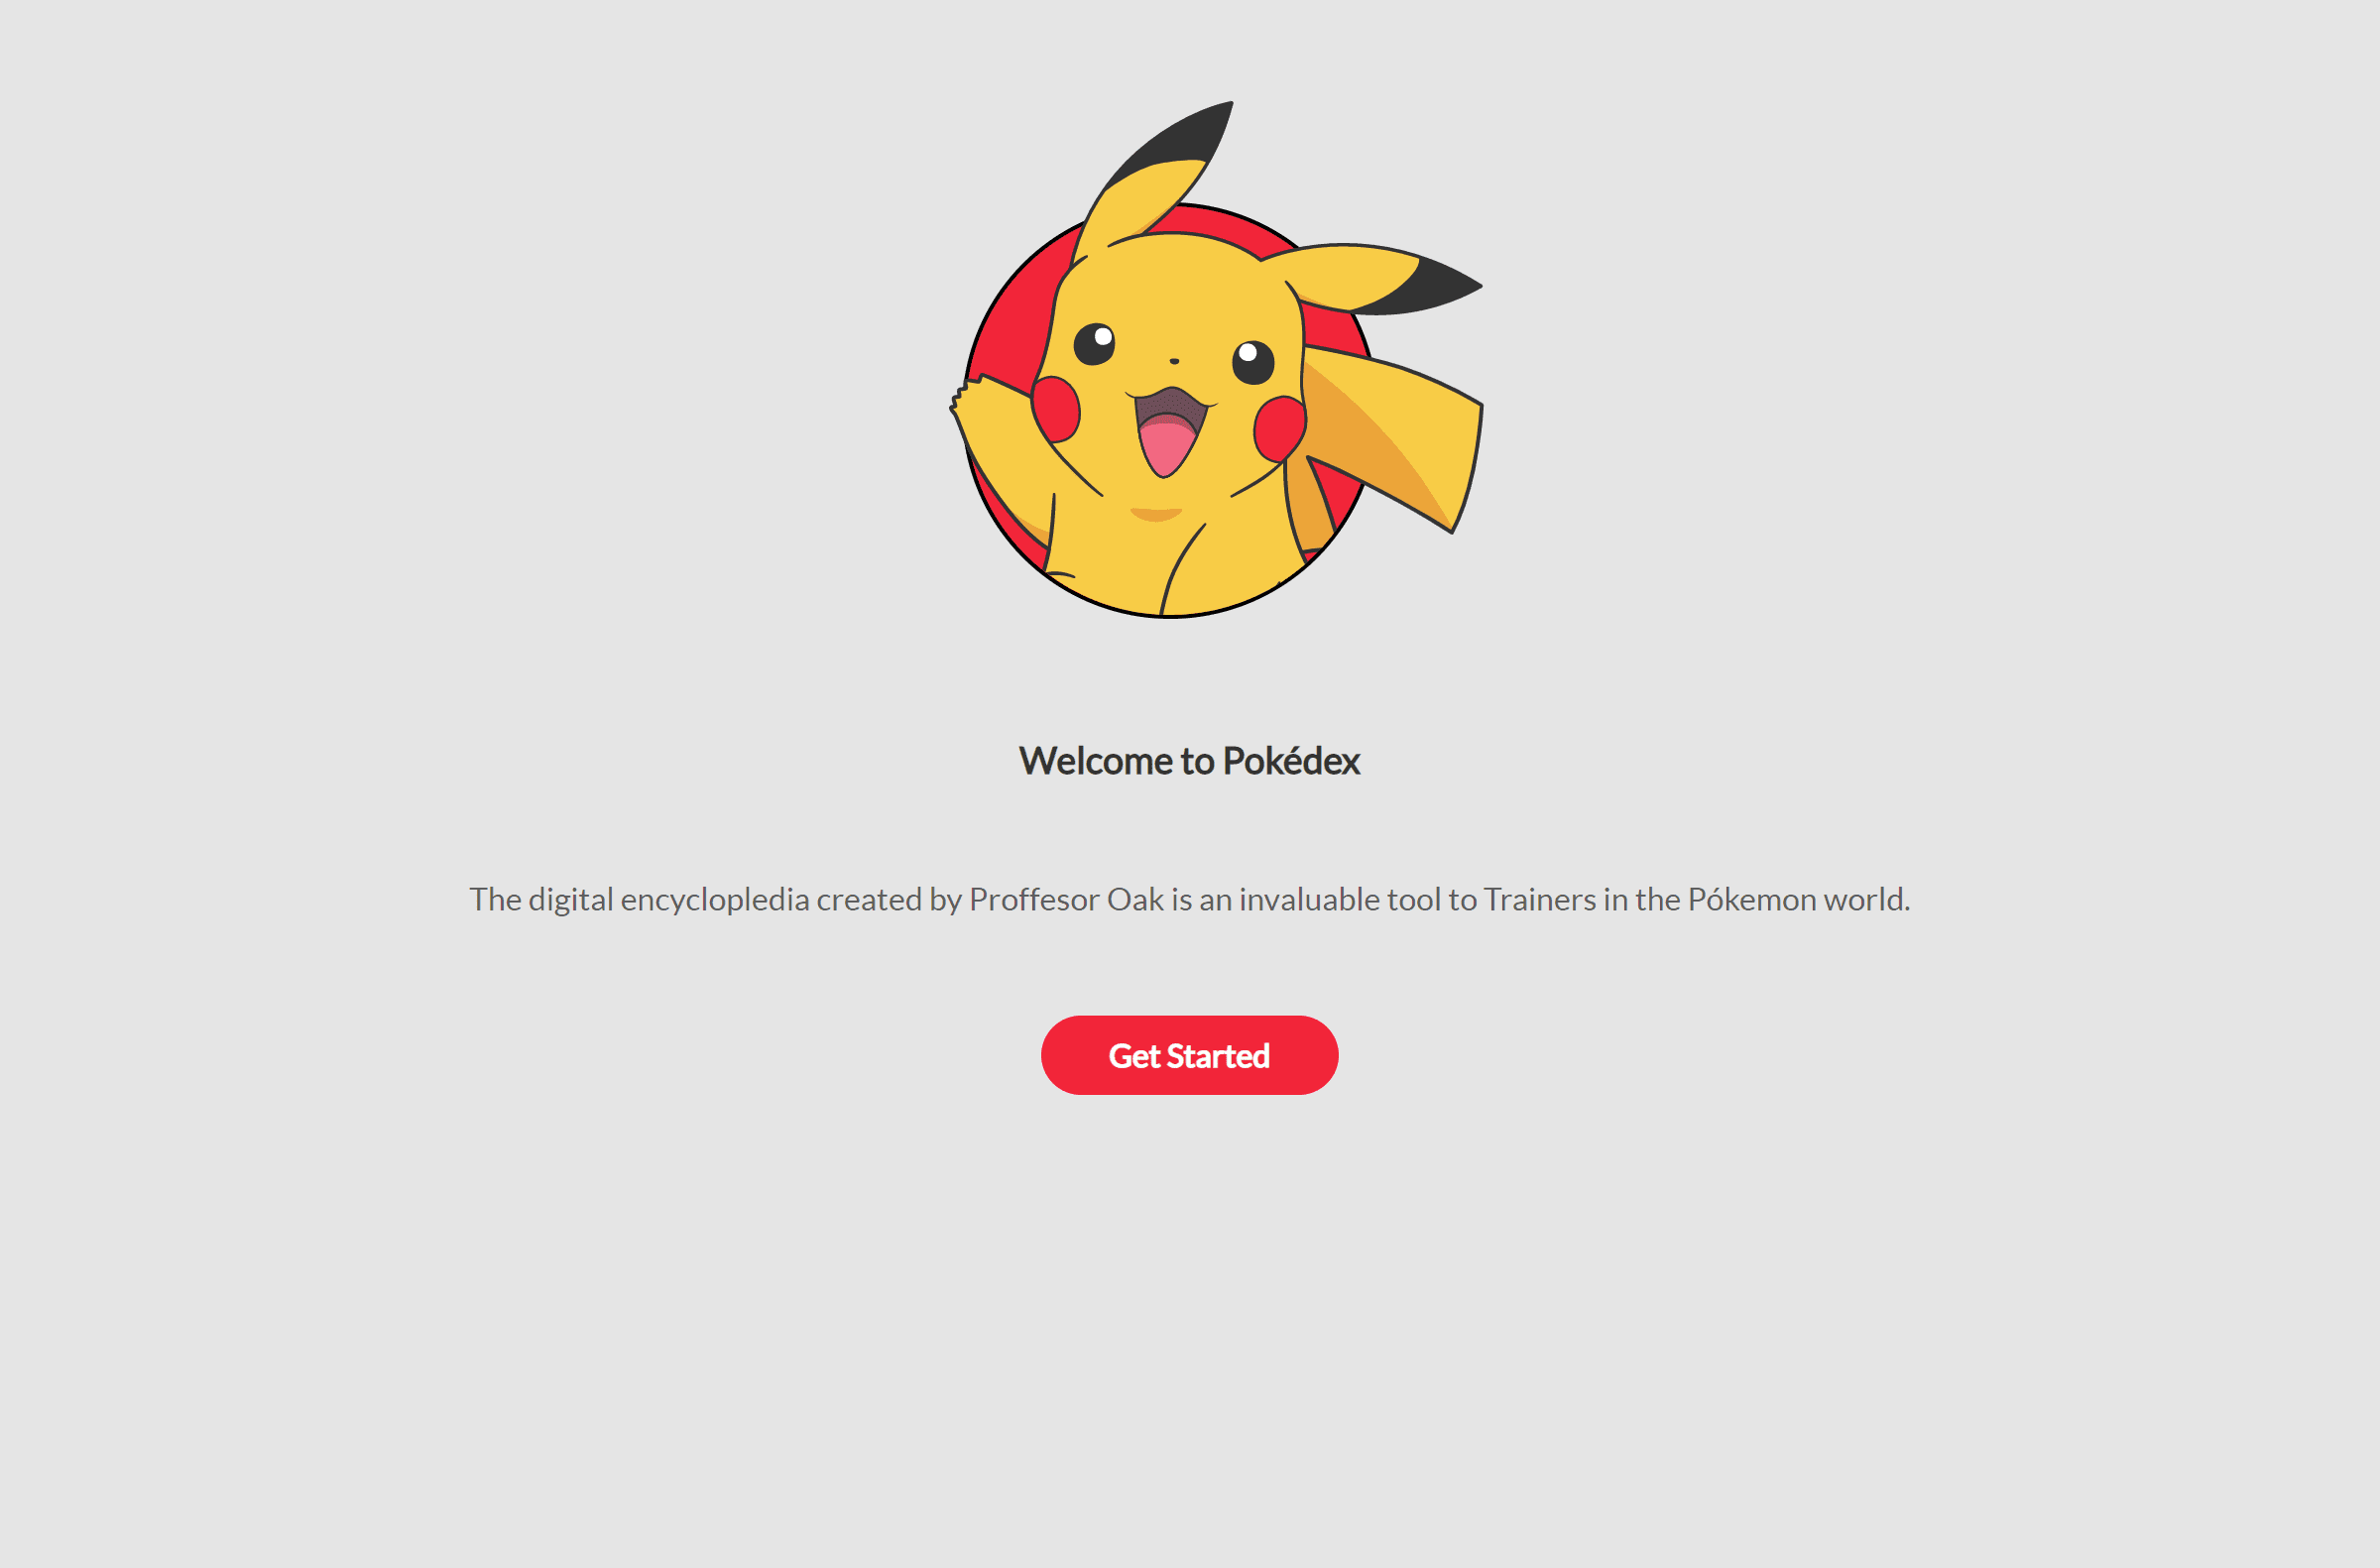 Welcome to Pokédex
The digital encyclopledia created by Proffesor Oak is an invaluable tool to Trainers in the Pókemon world.
Get Started